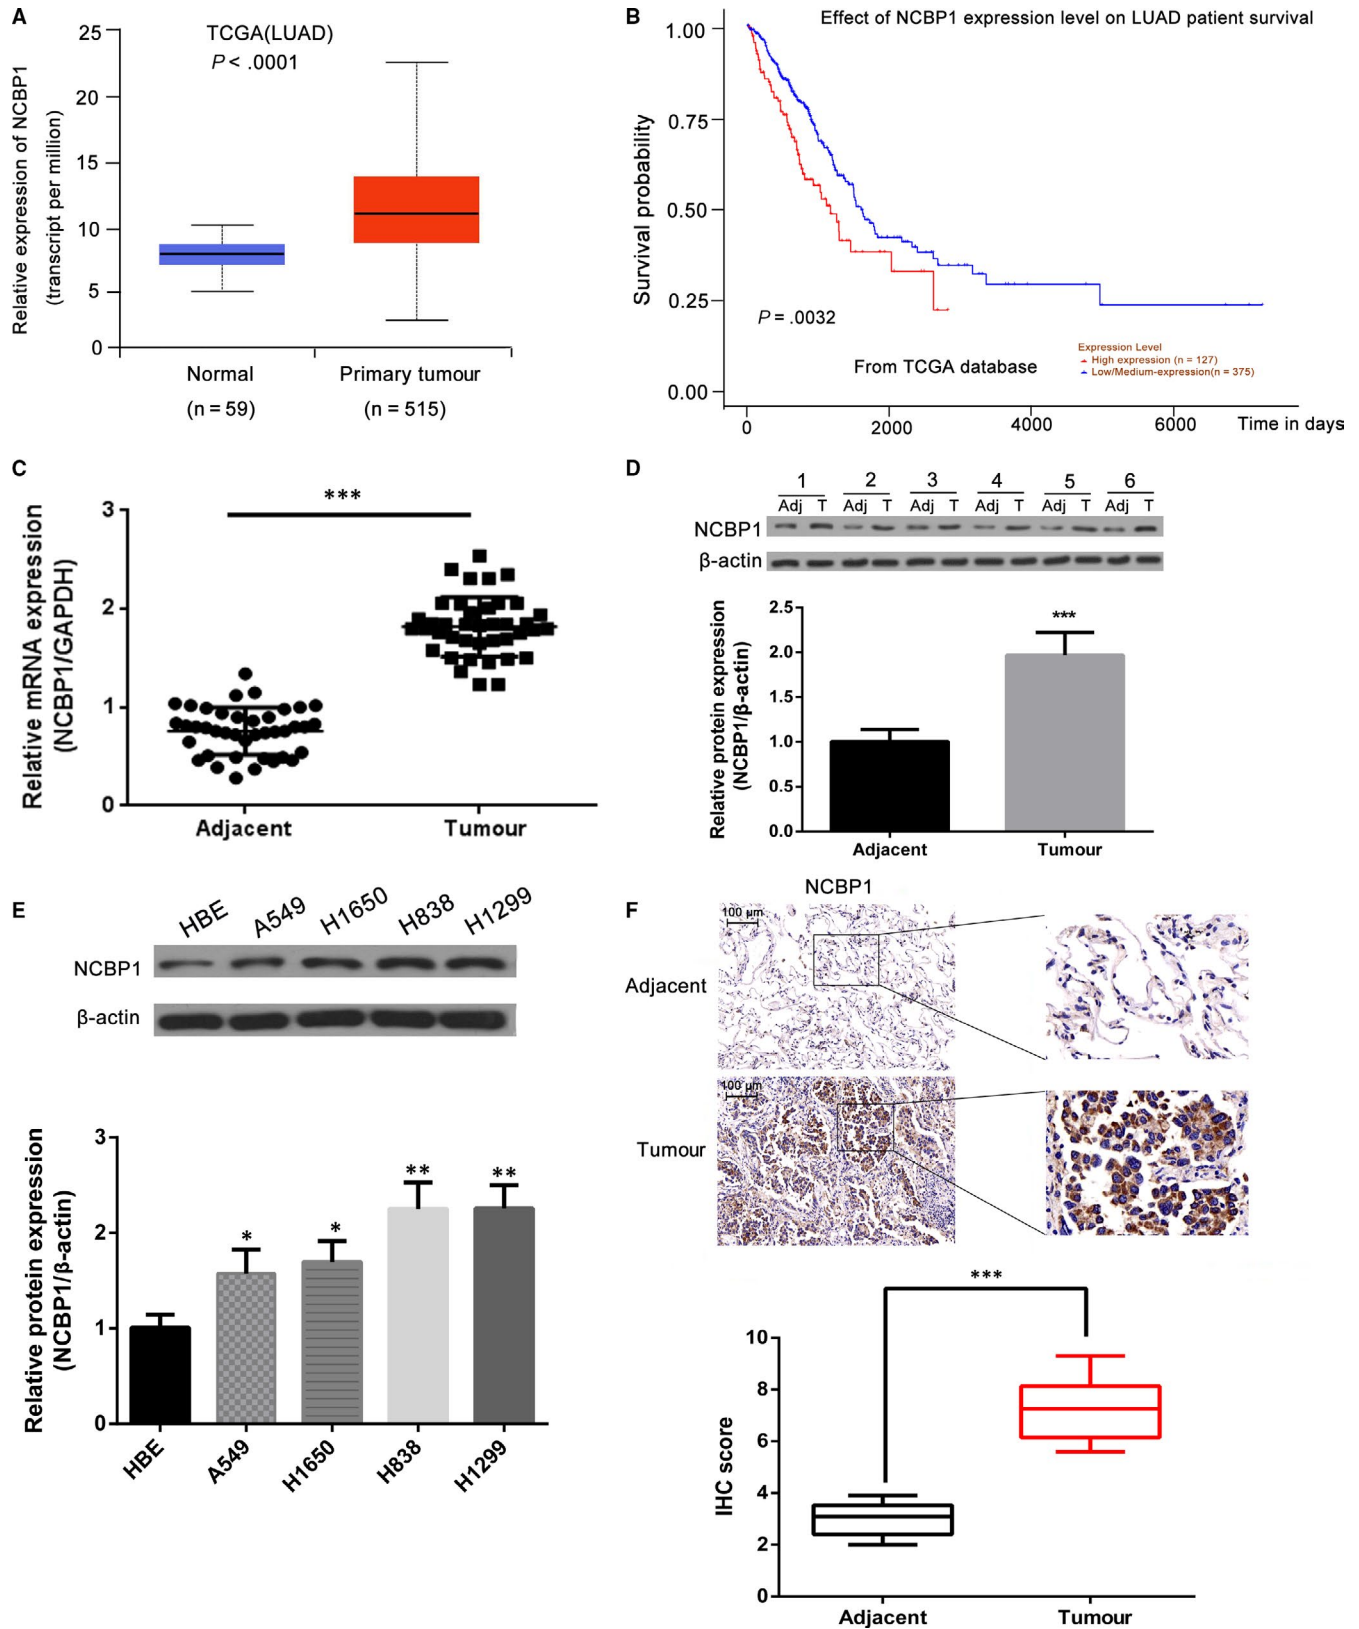 A
TCGA(LUAD)
P < .0001
Relative expression of NCBP1
(transcript per million)
25
20
15
10
5
0
Normal
Primary tumour
(n = 59)
(n = 515)
B
Effect of NCBP1 expression level on LUAD patient survival
Survival probability
1.00
0.75
0.50
0.25
0.00
P = .0032
From TCGA database
Expression Level
High expression (n = 127)
Low/Medium-expression(n = 375)
0
2000
4000
6000
Time in days
C
***
Relative mRNA expression
(NCBP1/GAPDH)
3
2
1
0
Adjacent
Tumour
D
1 2 3 4 5 6
Adj T Adj T Adj T Adj T Adj T Adj T
NCBP1
β-actin
Relative protein expression
(NCBP1/β-actin)
2.5
2.0
1.5
1.0
0.5
0.0
***
Adjacent
Tumour
E
HBE A549 H1650 H838 H1299
NCBP1
β-actin
Relative protein expression
(NCBP1/β-actin)
3
2
1
0
* * ** **
HBE A549 H1650 H838 H1299
F
NCBP1
100 μm
Adjacent
100 μm
Tumour
***
IHC score
10
8
6
4
2
0
Adjacent
Tumour